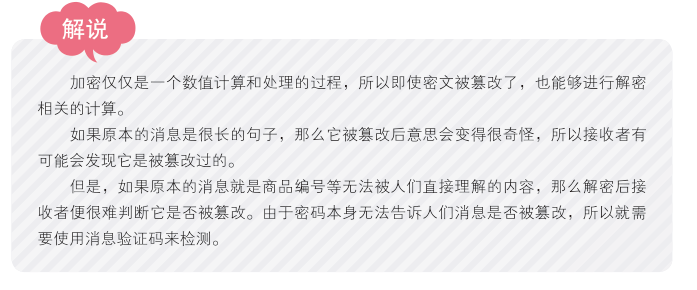 解说
加密仅仅是一个数值计算和处理的过程，所以即使密文被篡改了，也能够进行解密
相关的计算。
如果原本的消息是很长的句子，那么它被篡改后意思会变得很奇怪，所以接收者有
可能会发现它是被篡改过的。
但是，如果原本的消息就是商品编号等无法被人们直接理解的内容，那么解密后接
收者便很难判断它是否被篡改。由于密码本身无法告诉人们消息是否被篡改，所以就需
要使用消息验证码来检测。